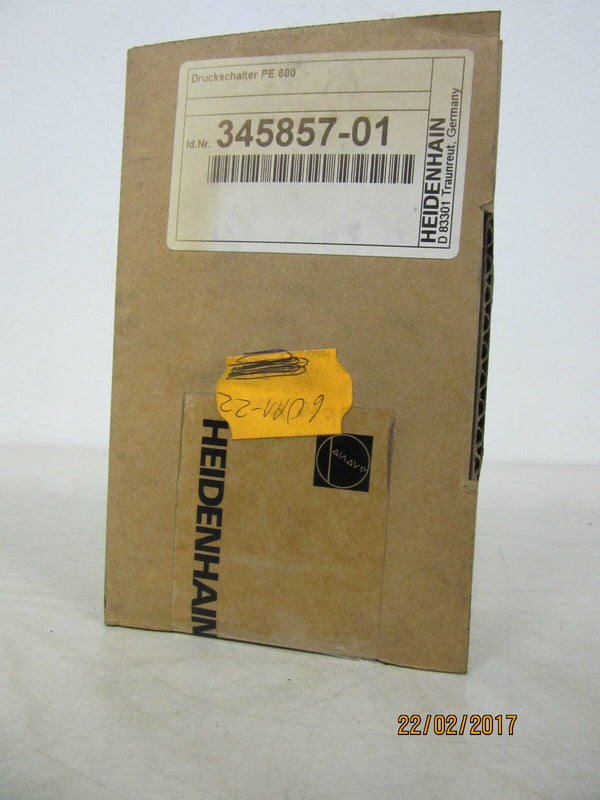 Druckschalter PE 600
Id.Nr. 345857-01
HEIDENHAIN
D 83301 Traunreut, Germany
HEIDENHAIN
22/02/2017